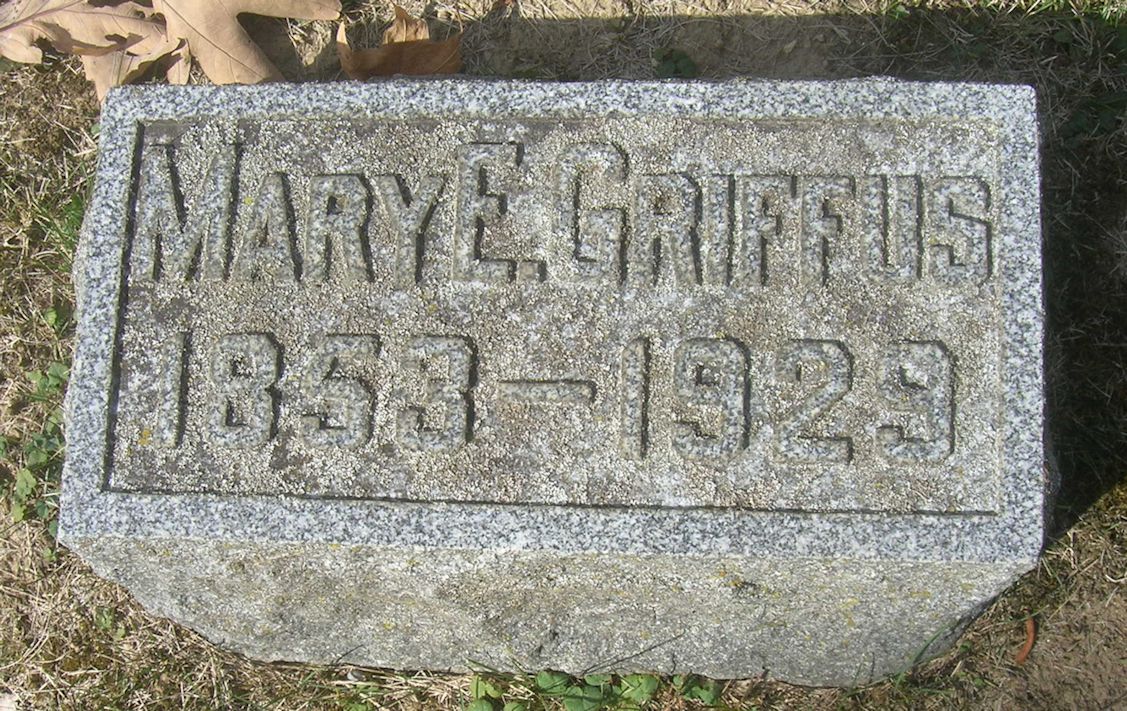 MARY E. GRIFFUS
1853-1929